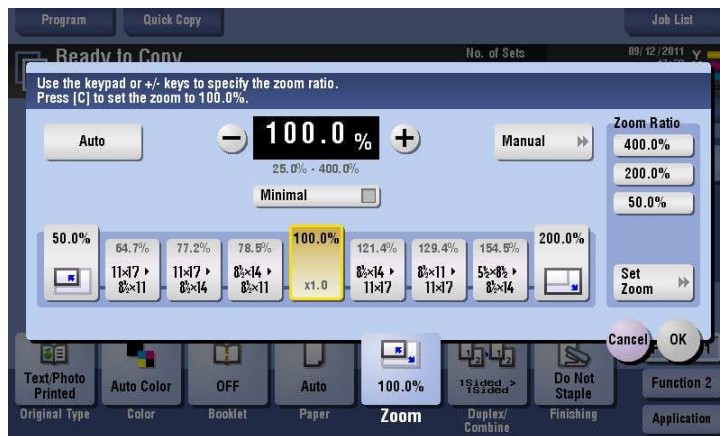 Program
Quick Copy
Job List
Ready to Copy
No. of Sets
09/12/2011
Use the keypad or +/- keys to specify the zoom ratio.
Press [C] to set the zoom to 100.0%.
Auto
− 100.0 % +
25.0% - 400.0%
Minimal
Manual
Zoom Ratio
400.0%
200.0%
50.0%
Set
Zoom
50.0%
64.7%
11×17 ▸
8½×11
77.2%
11×17 ▸
8½×14
78.5%
8½×14 ▸
8½×11
100.0%
x1.0
121.4%
8½×14 ▸
11×17
129.4%
8½×11 ▸
11×17
154.5%
5½×8½ ▸
8½×14
200.0%
Cancel
OK
Text/Photo
Printed
Original Type
Auto Color
Color
OFF
Booklet
Auto
Paper
100.0%
Zoom
1Sided >
1Sided
Duplex/
Combine
Do Not
Staple
Finishing
Function 2
Application